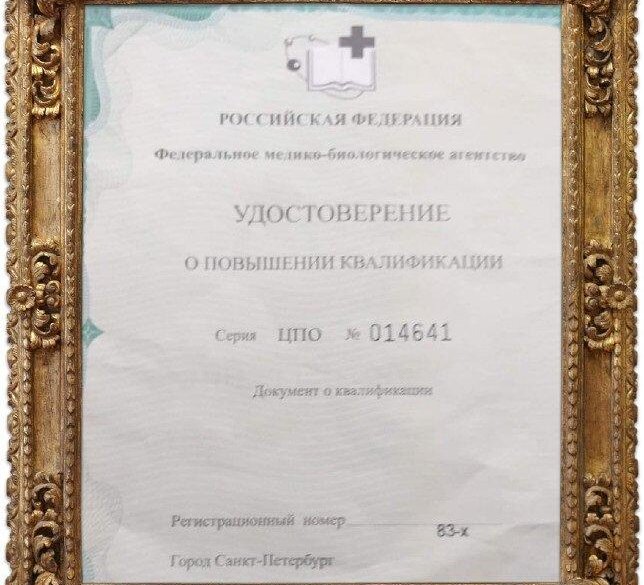 РОССИЙСКАЯ ФЕДЕРАЦИЯ
Федеральное медико-биологическое агентство
УДОСТОВЕРЕНИЕ
О ПОВЫШЕНИИ КВАЛИФИКАЦИИ
Серия ЦПО № 014641
Документ о квалификации
Регистрационный номер 83-х
Город Санкт-Петербург